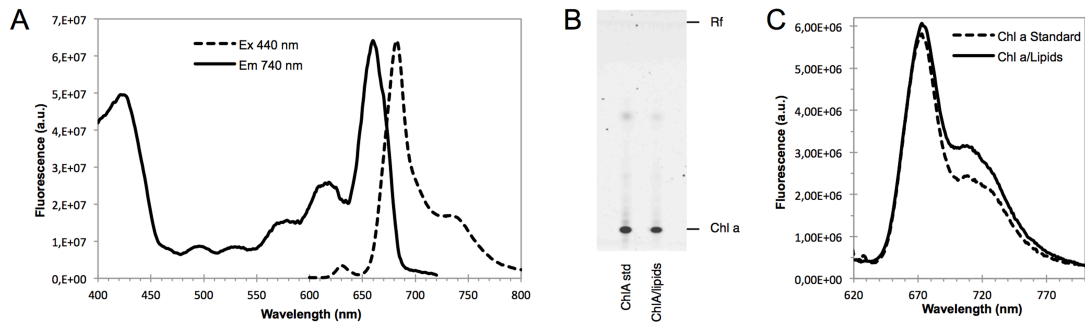 A
Fluorescence (a.u.)
7,E+07
6,E+07
5,E+07
4,E+07
3,E+07
2,E+07
1,E+07
0,E+00
Ex 440 nm
Em 740 nm
400 450 500 550 600 650 700 750 800
Wavelength (nm)
B
Rf
Chl a
ChlA std
ChlA/lipids
C
Fluorescence (a.u.)
6,00E+06
5,00E+06
4,00E+06
3,00E+06
2,00E+06
1,00E+06
0,00E+00
Chl a Standard
Chl a/Lipids
620 670 720 770
Wavelength (nm)